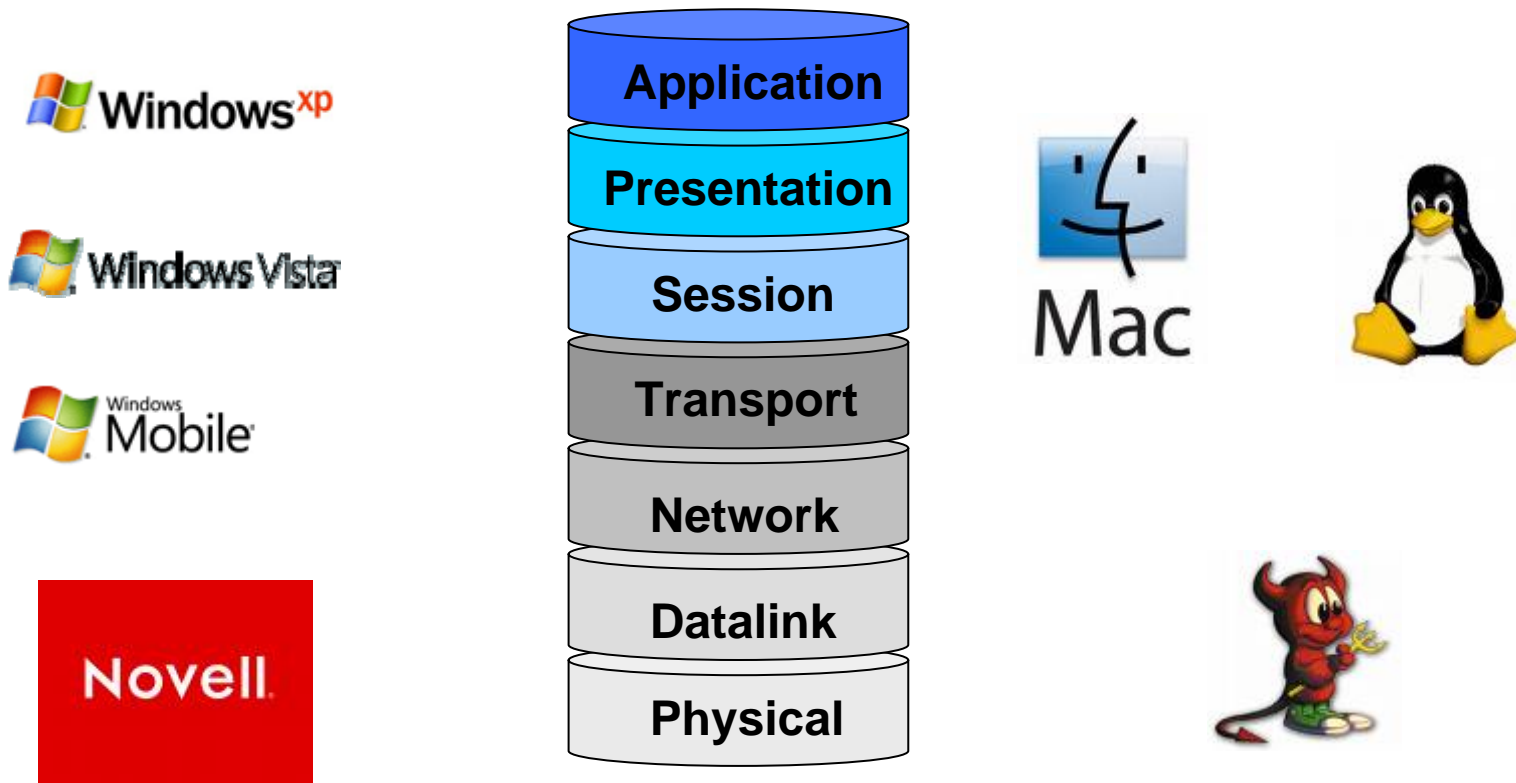 Windows xp
Windows Vista
Windows
Mobile
Novell.
Application
Presentation
Session
Transport
Network
Datalink
Physical
Mac